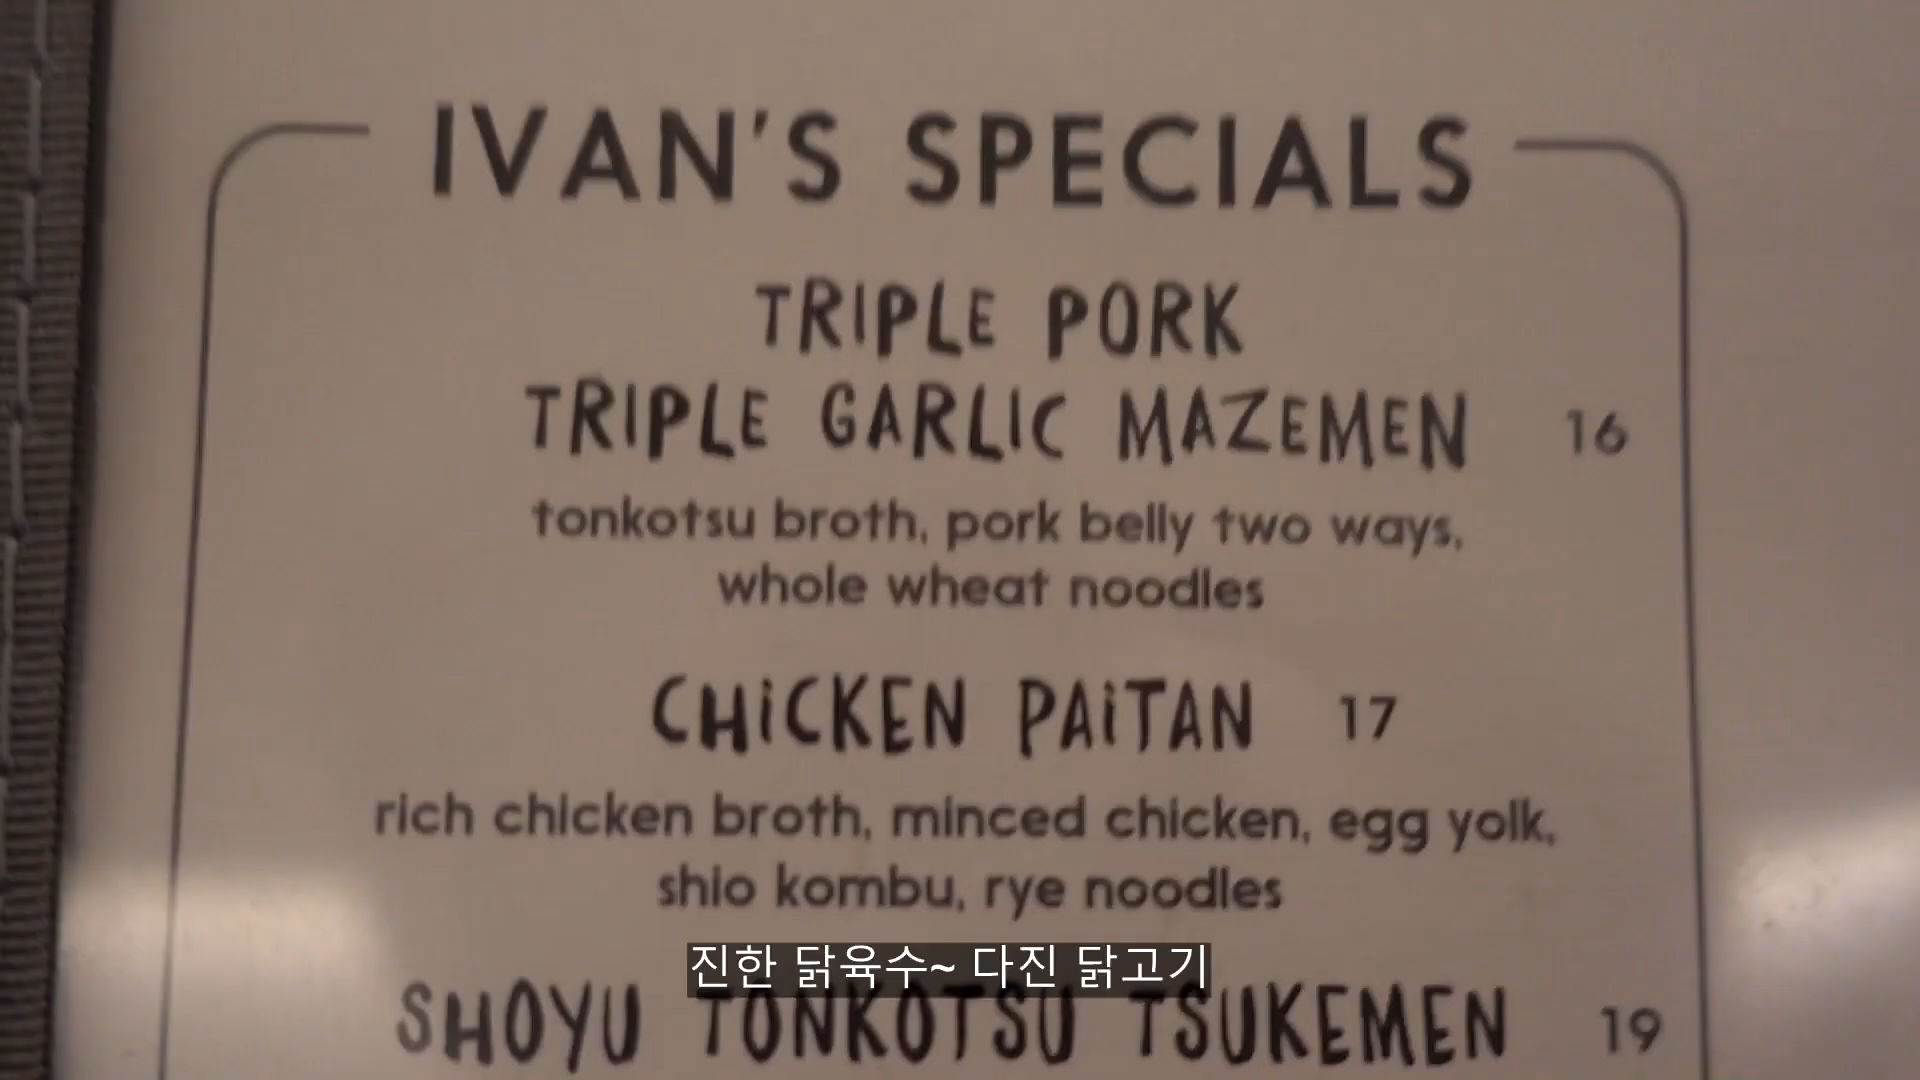 IVAN'S SPECIALS
TRIPLE PORK
TRIPLE GARLIC MAZEMEN 16
tonkotsu broth, pork belly two ways,
whole wheat noodles
CHiCKEN PAiTAN 17
rich chicken broth, minced chicken, egg yolk,
shio kombu, rye noodles
진한 닭육수~ 다진 닭고기
SHOYU TONKOTSU TSUKEMEN 19